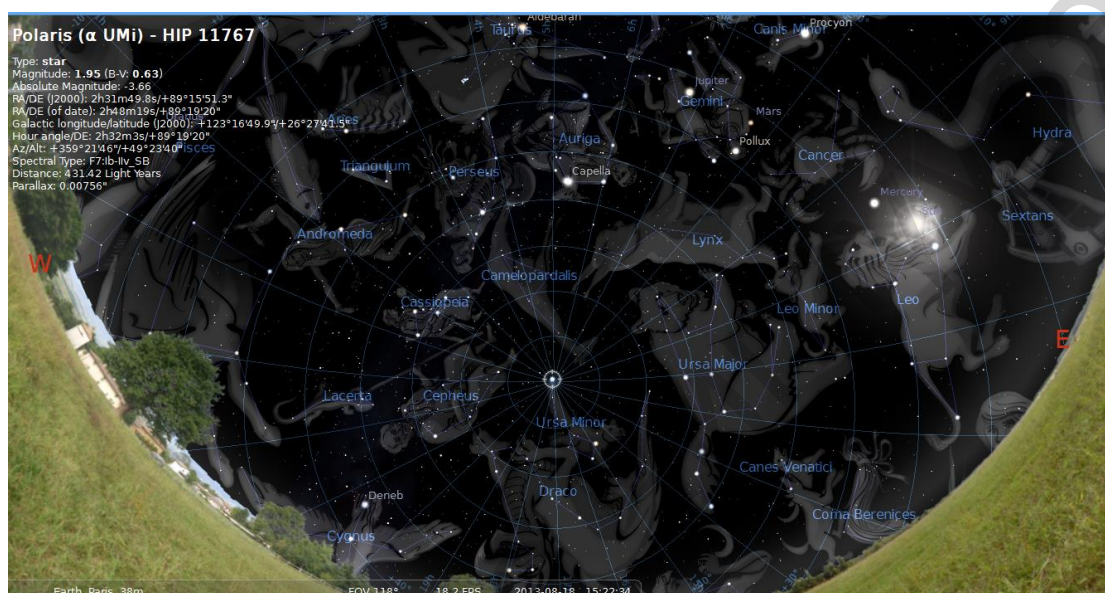 Polaris (α UMi) - HIP 11767
Type: star
Magnitude: 1.95 (B-V: 0.63)
Absolute Magnitude: -3.66
RA/DE (J2000): 2h31m49.8s/+89°15'51.3"
RA/DE (of date): 2h48m19s/+89°19'20"
Galactic longitude/latitude (J2000): +123°16'49.9"/+26°27'41.5"
Hour angle/DE: 2h32m3s/+89°19'20"
Az/Alt: +359°21'46"/+49°23'40"
Spectral Type: F7:Ib-IIv_SB
Distance: 431.42 Light Years
Parallax: 0.00756"
Aldebaran
Taurus
Procyon
Canis Minor
Jupiter
Gemini
Mars
Pollux
Hydra
Aries
Pisces
Auriga
Cancer
Triangulum
Perseus
Capella
Mercury
Sextans
Andromeda
Lynx
W
Camelopardalis
Cassiopeia
Leo
Leo Minor
E
Ursa Major
Lacerta
Cepheus
Ursa Minor
Canes Venatici
Draco
Deneb
Coma Berenices
Cygnus
Earth, Paris, 38m
FOV 118°
18.2 FPS
2013-08-18 15:22:34